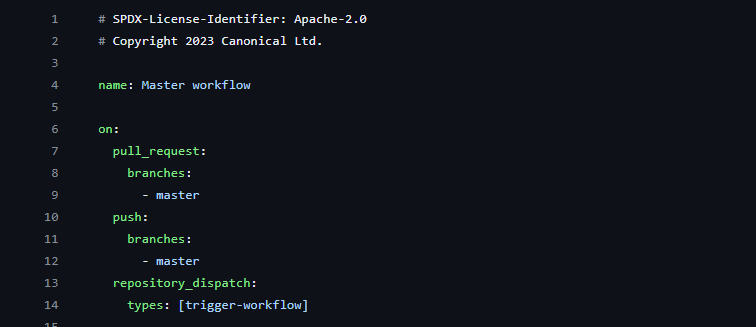 1 # SPDX-License-Identifier: Apache-2.0
2 # Copyright 2023 Canonical Ltd.
3
4 name: Master workflow
5
6 on:
7   pull_request:
8     branches:
9       - master
10   push:
11     branches:
12       - master
13   repository_dispatch:
14     types: [trigger-workflow]
15